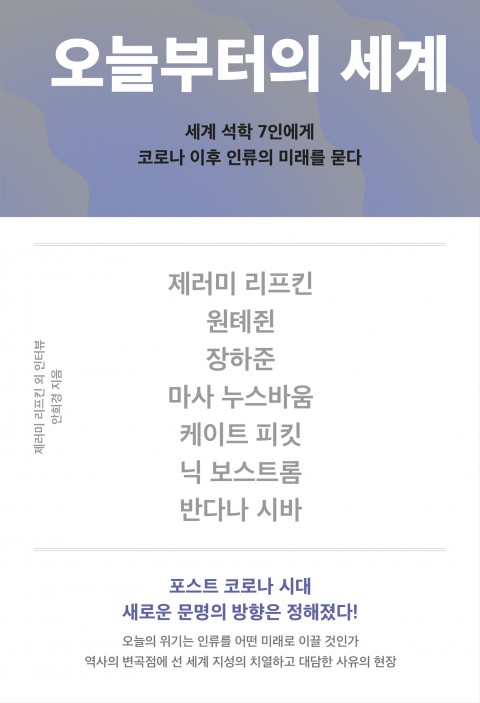 오늘부터의 세계
세계 석학 7인에게
코로나 이후 인류의 미래를 묻다
제러미 리프킨
원톄쥔
장하준
마사 누스바움
케이트 피킷
닉 보스트롬
반다나 시바
제러미 리프킨 외 인터뷰
안희경 지음
포스트 코로나 시대
새로운 문명의 방향은 정해졌다!
오늘의 위기는 인류를 어떤 미래로 이끌 것인가
역사의 변곡점에 선 세계 지성의 치열하고 대담한 사유의 현장